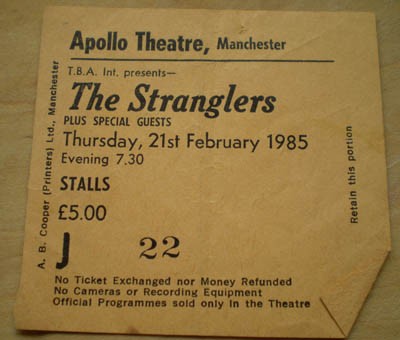 Apollo Theatre, Manchester
T.B.A. Int. presents—
The Stranglers
PLUS SPECIAL GUESTS
Thursday, 21st February 1985
Evening 7.30
STALLS
£5.00
J 22
No Ticket Exchanged nor Money Refunded
No Cameras or Recording Equipment
Official Programmes sold only in the Theatre
A. B. Cooper (Printers) Ltd., Manchester
Retain this portion